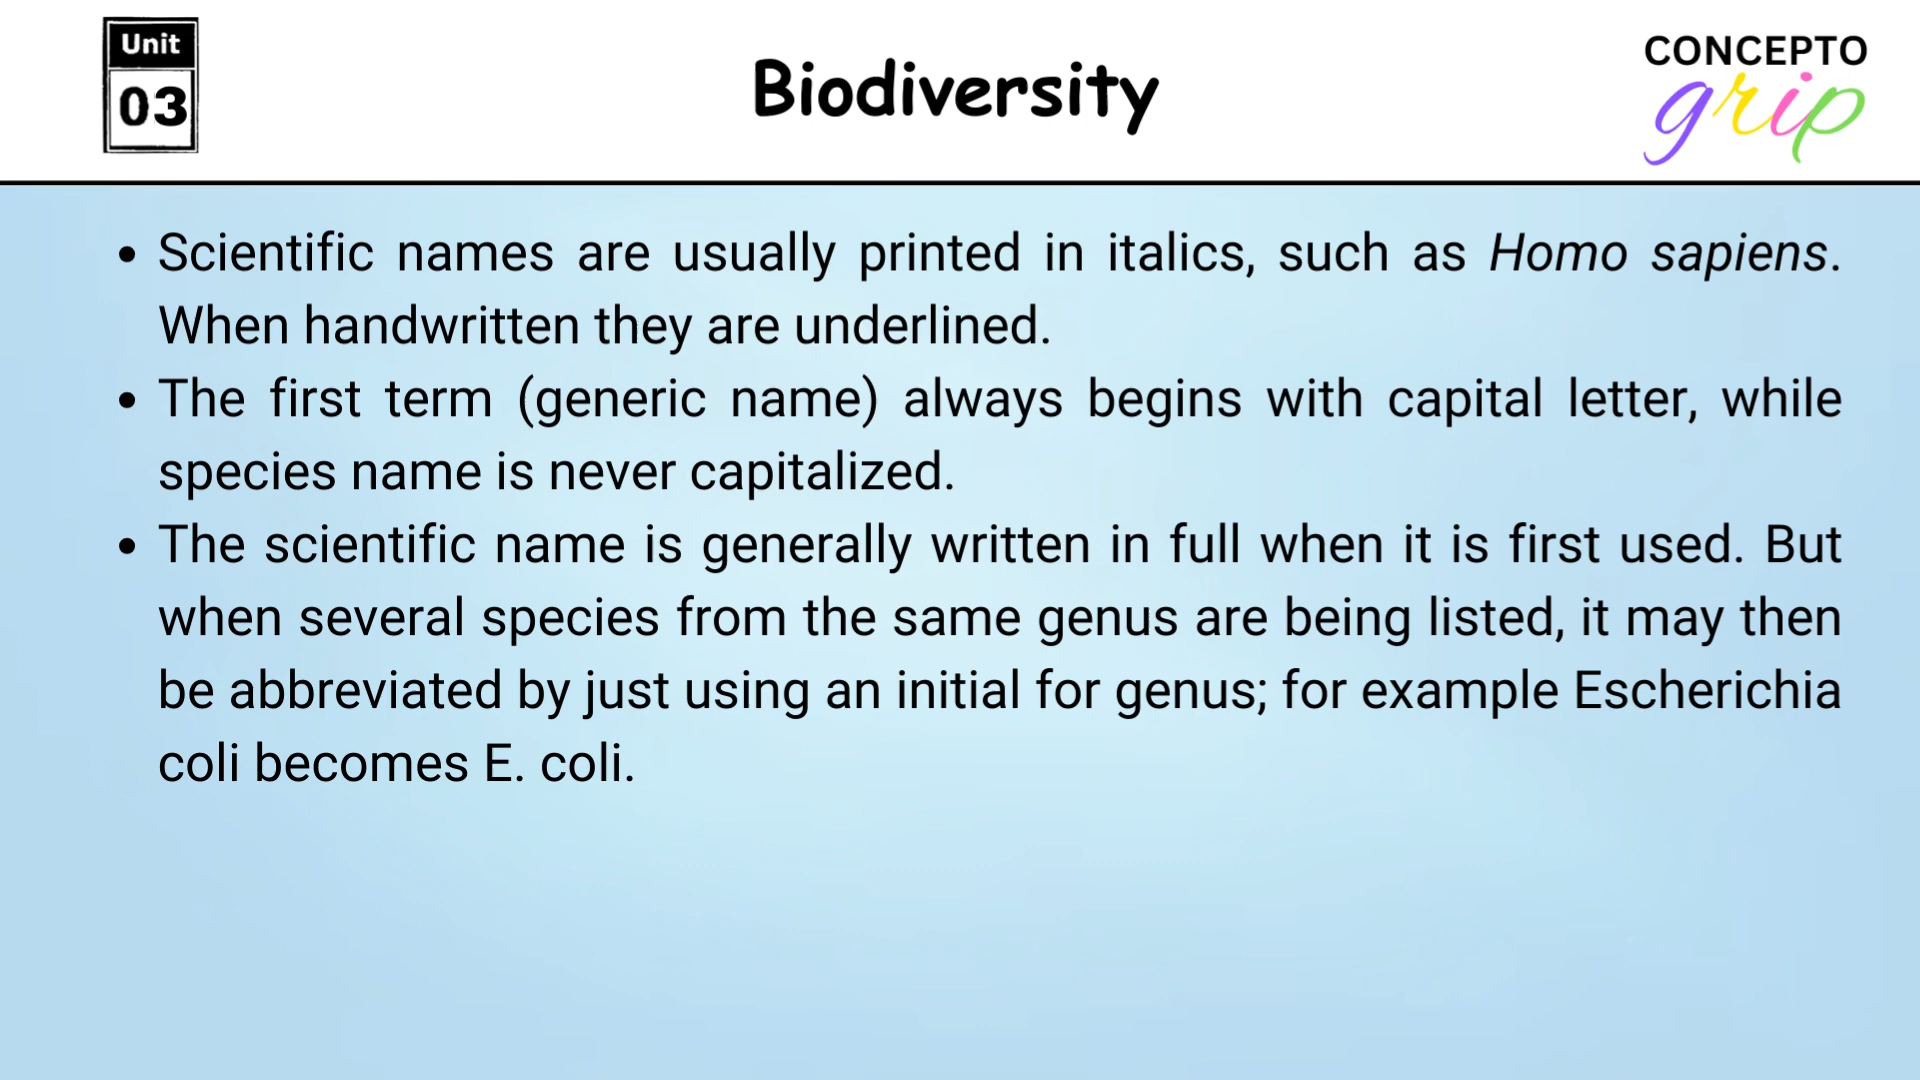 Unit
03
Biodiversity
CONCEPTO
grip
• Scientific names are usually printed in italics, such as Homo sapiens.
When handwritten they are underlined.
• The first term (generic name) always begins with capital letter, while
species name is never capitalized.
• The scientific name is generally written in full when it is first used. But
when several species from the same genus are being listed, it may then
be abbreviated by just using an initial for genus; for example Escherichia
coli becomes E. coli.